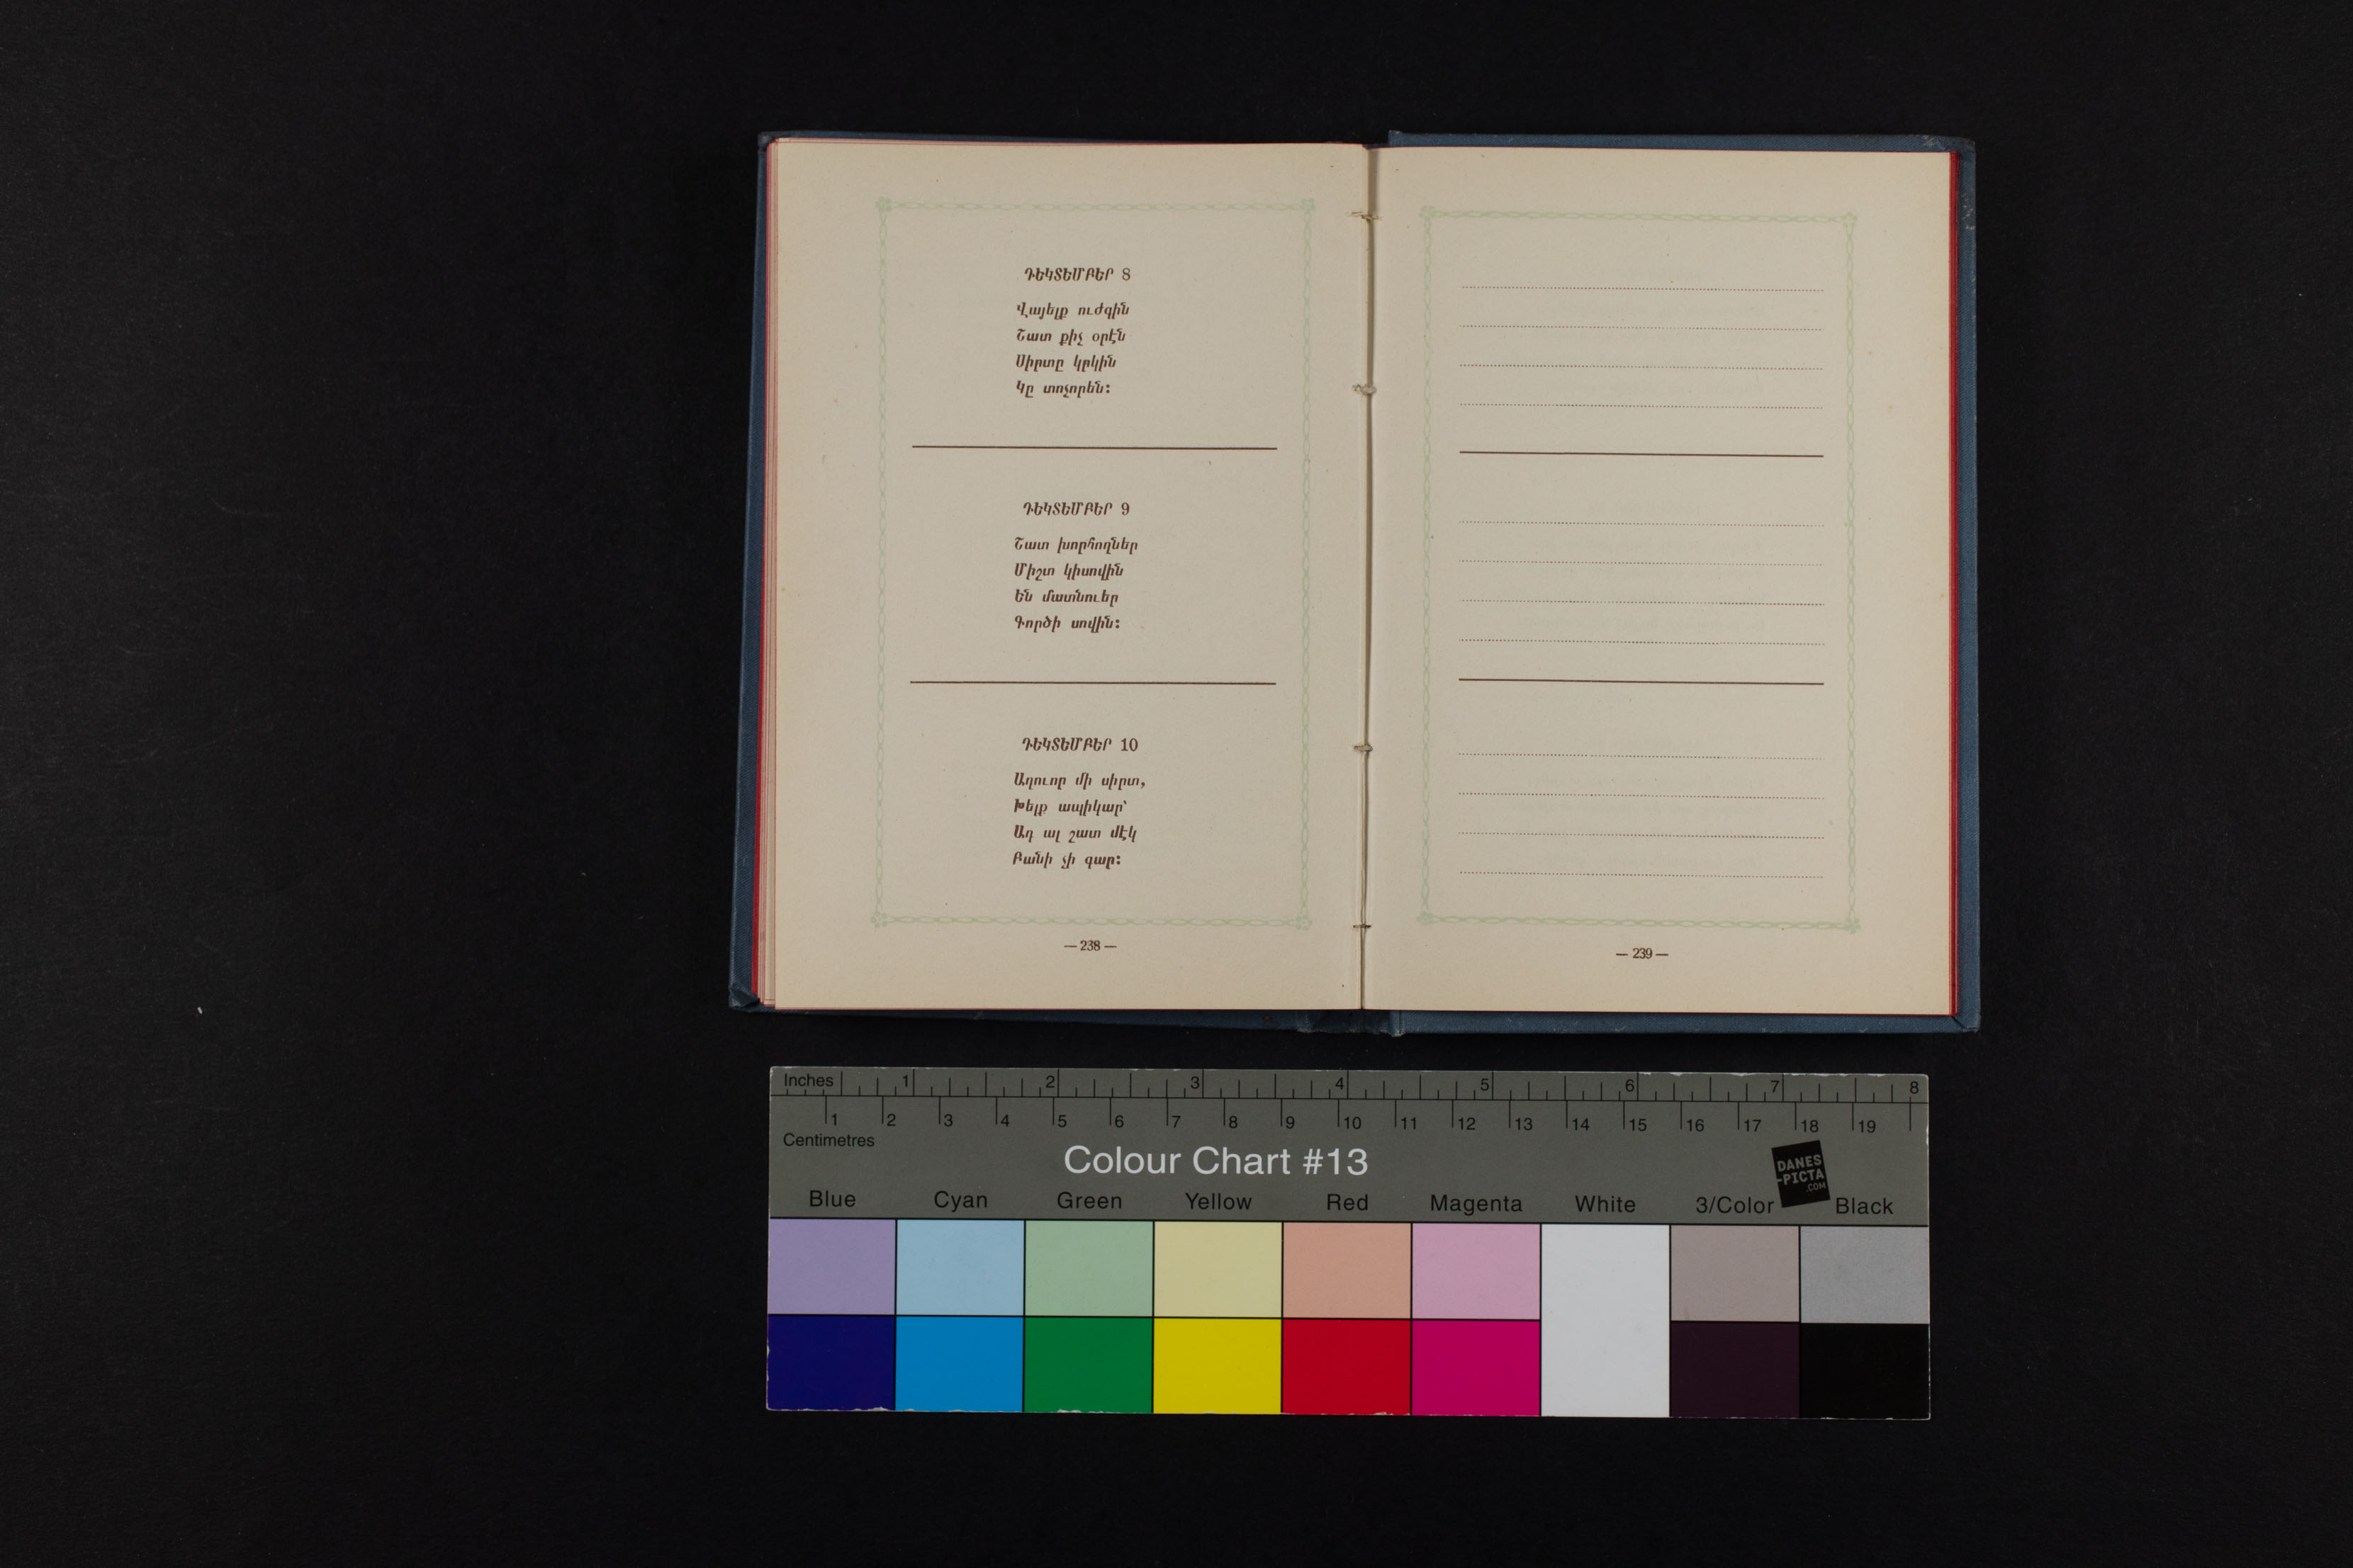 ԴԵԿՏԵՄԲԵՐ 8
Վայելք ուժգին
Շատ քիչ օրէն
Սիրտը կրկին
Կը տոչորեն:
ԴԵԿՏԵՄԲԵՐ 9
Շատ խորհողներ
Միշտ կիսովին
Են մատնուեր
Գործի սովին:
ԴԵԿՏԵՄԲԵՐ 10
Աղուոր մի սիրտ,
Խելք ապիկար՝
Ադ ալ շատ մէկ
Բանի չի գար:
— 238 —
— 239 —
Inches 1 2 3 4 5 6 7 8
1 2 3 4 5 6 7 8 9 10 11 12 13 14 15 16 17 18 19
Centimetres
Colour Chart #13
DANES
-PICTA
.COM
Blue Cyan Green Yellow Red Magenta White 3/Color Black